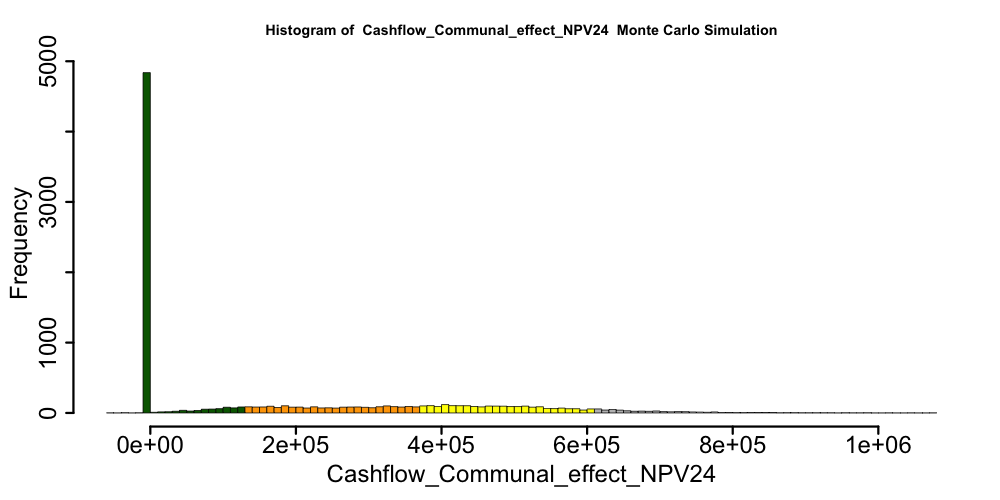 Histogram of  Cashflow_Communal_effect_NPV24  Monte Carlo Simulation
5000
3000
1000
0
Frequency
0e+00 2e+05 4e+05 6e+05 8e+05 1e+06
Cashflow_Communal_effect_NPV24